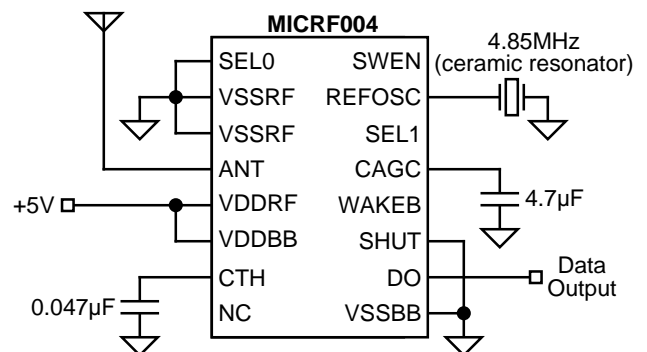 MICRF004
4.85MHz
(ceramic resonator)
SEL0
SWEN
VSSRF
REFOSC
VSSRF
SEL1
ANT
CAGC
+5V
VDDRF
WAKEB
4.7µF
VDDBB
SHUT
CTH
DO
Data
Output
0.047µF
NC
VSSBB